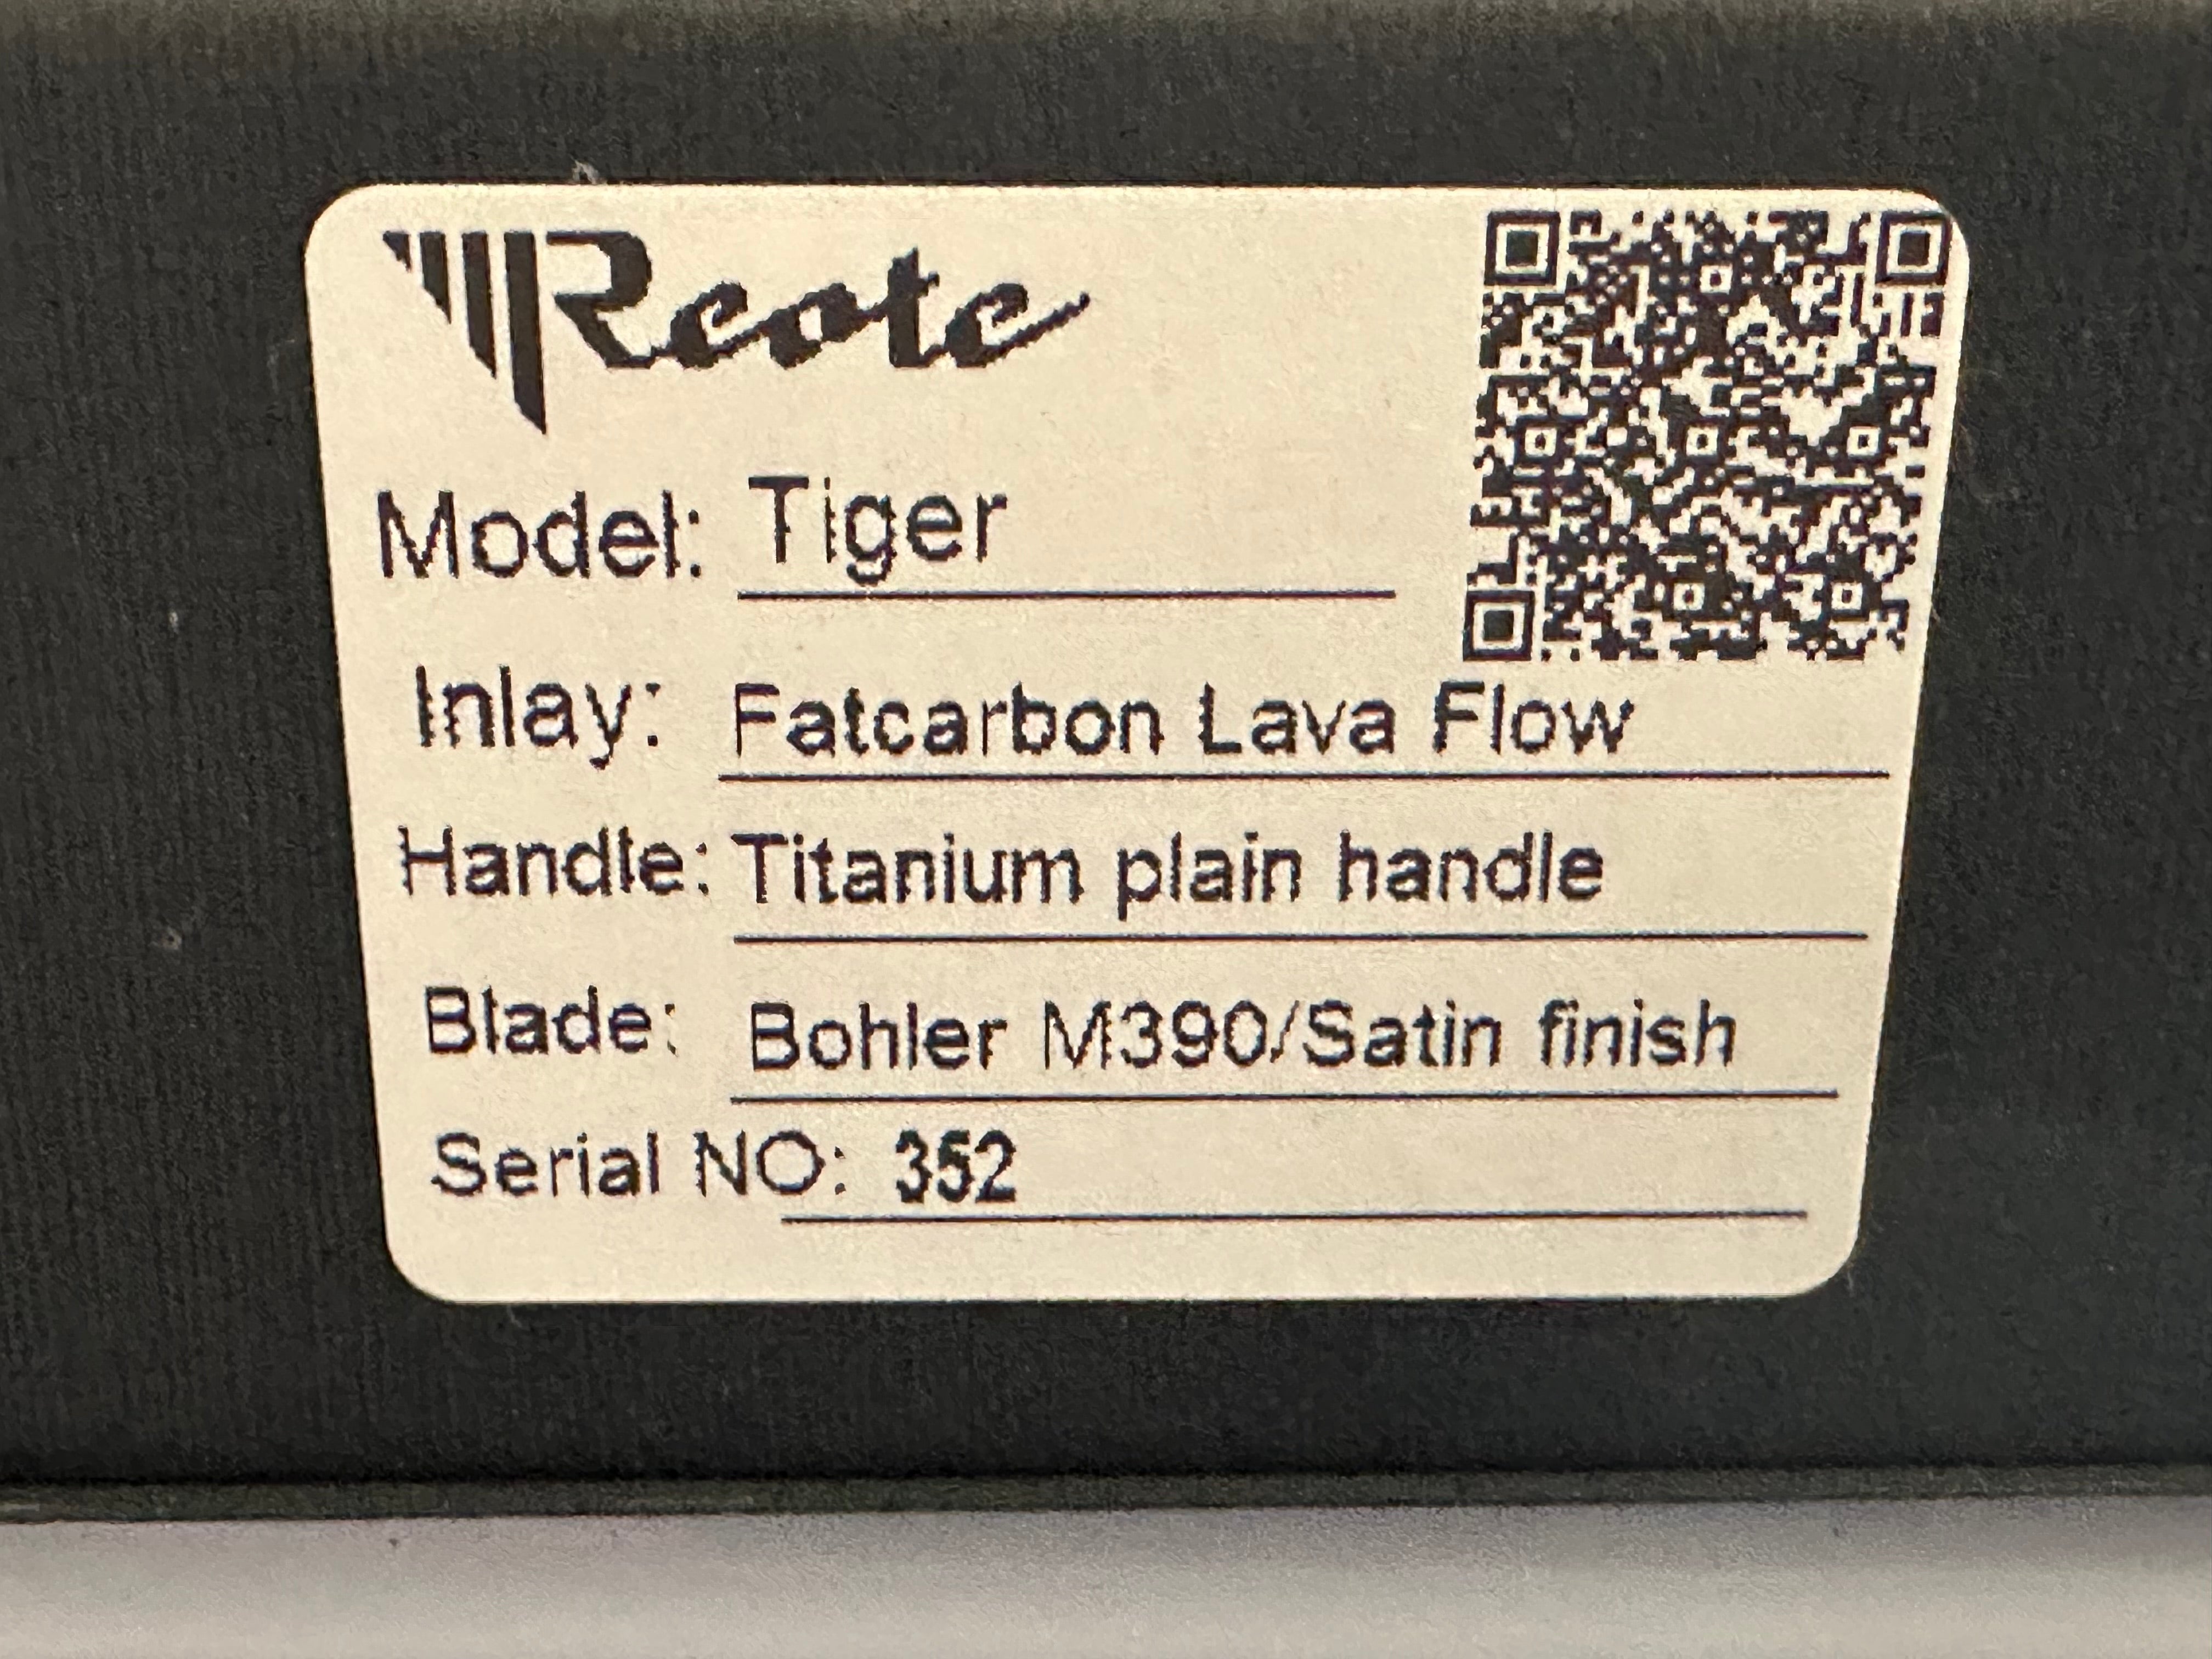 Reate
Model: Tiger
Inlay: Fatcarbon Lava Flow
Handle: Titanium plain handle
Blade: Bohler M390/Satin finish
Serial NO: 352